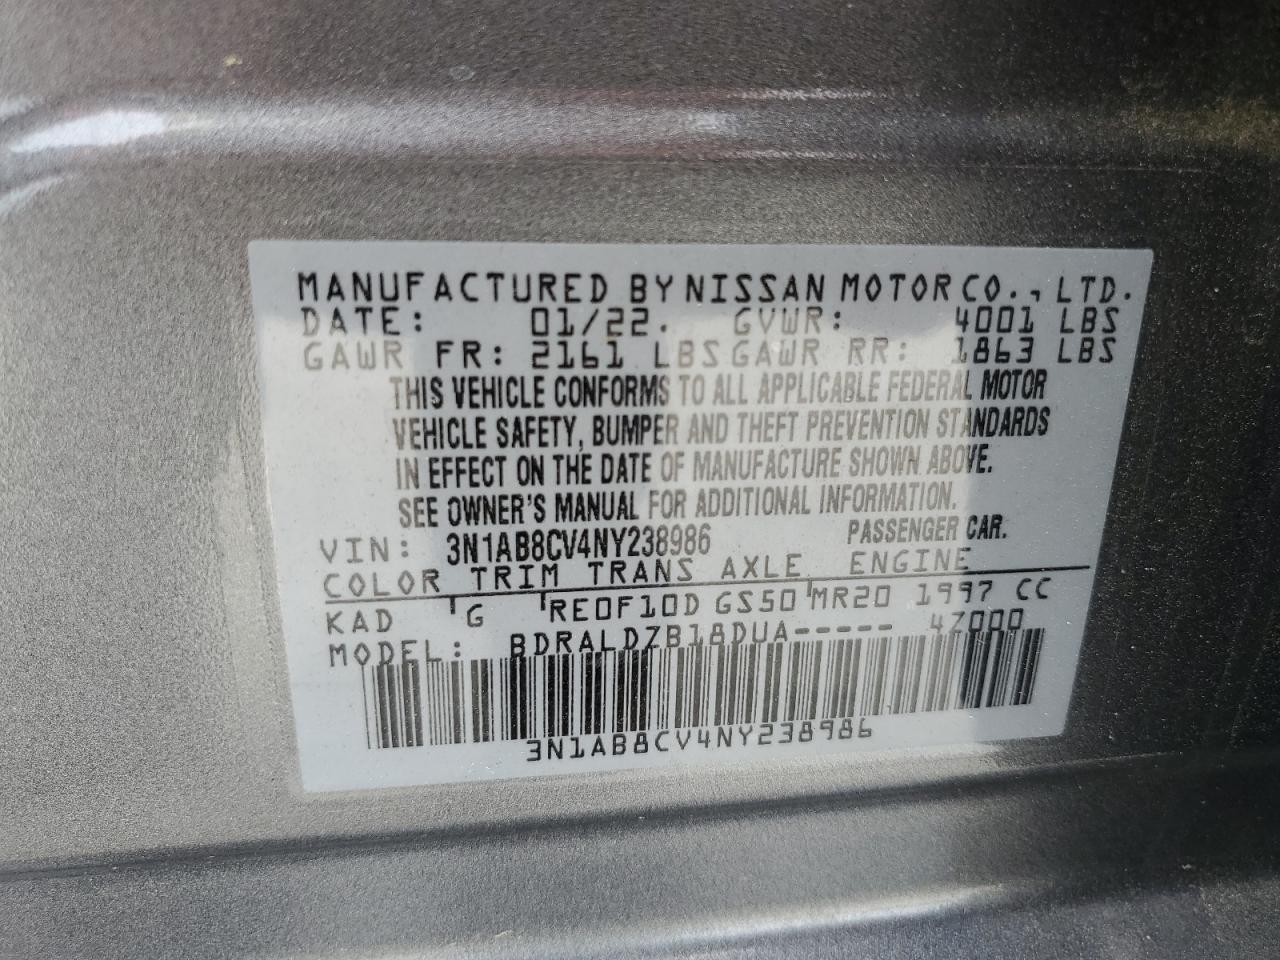 MANUFACTURED BY NISSAN MOTOR CO., LTD.
DATE: 01/22. GVWR: 4001 LBS
GAWR FR: 2161 LBS GAWR RR: 1863 LBS
THIS VEHICLE CONFORMS TO ALL APPLICABLE FEDERAL MOTOR
VEHICLE SAFETY, BUMPER AND THEFT PREVENTION STANDARDS
IN EFFECT ON THE DATE OF MANUFACTURE SHOWN ABOVE.
SEE OWNER'S MANUAL FOR ADDITIONAL INFORMATION.
VIN: 3N1AB8CV4NY238986 PASSENGER CAR.
COLOR TRIM TRANS AXLE ENGINE
KAD G RE0F10D GS50 MR20 1997 CC
MODEL: BDRALDZB18DUA----- 4Z000
3N1AB8CV4NY238986